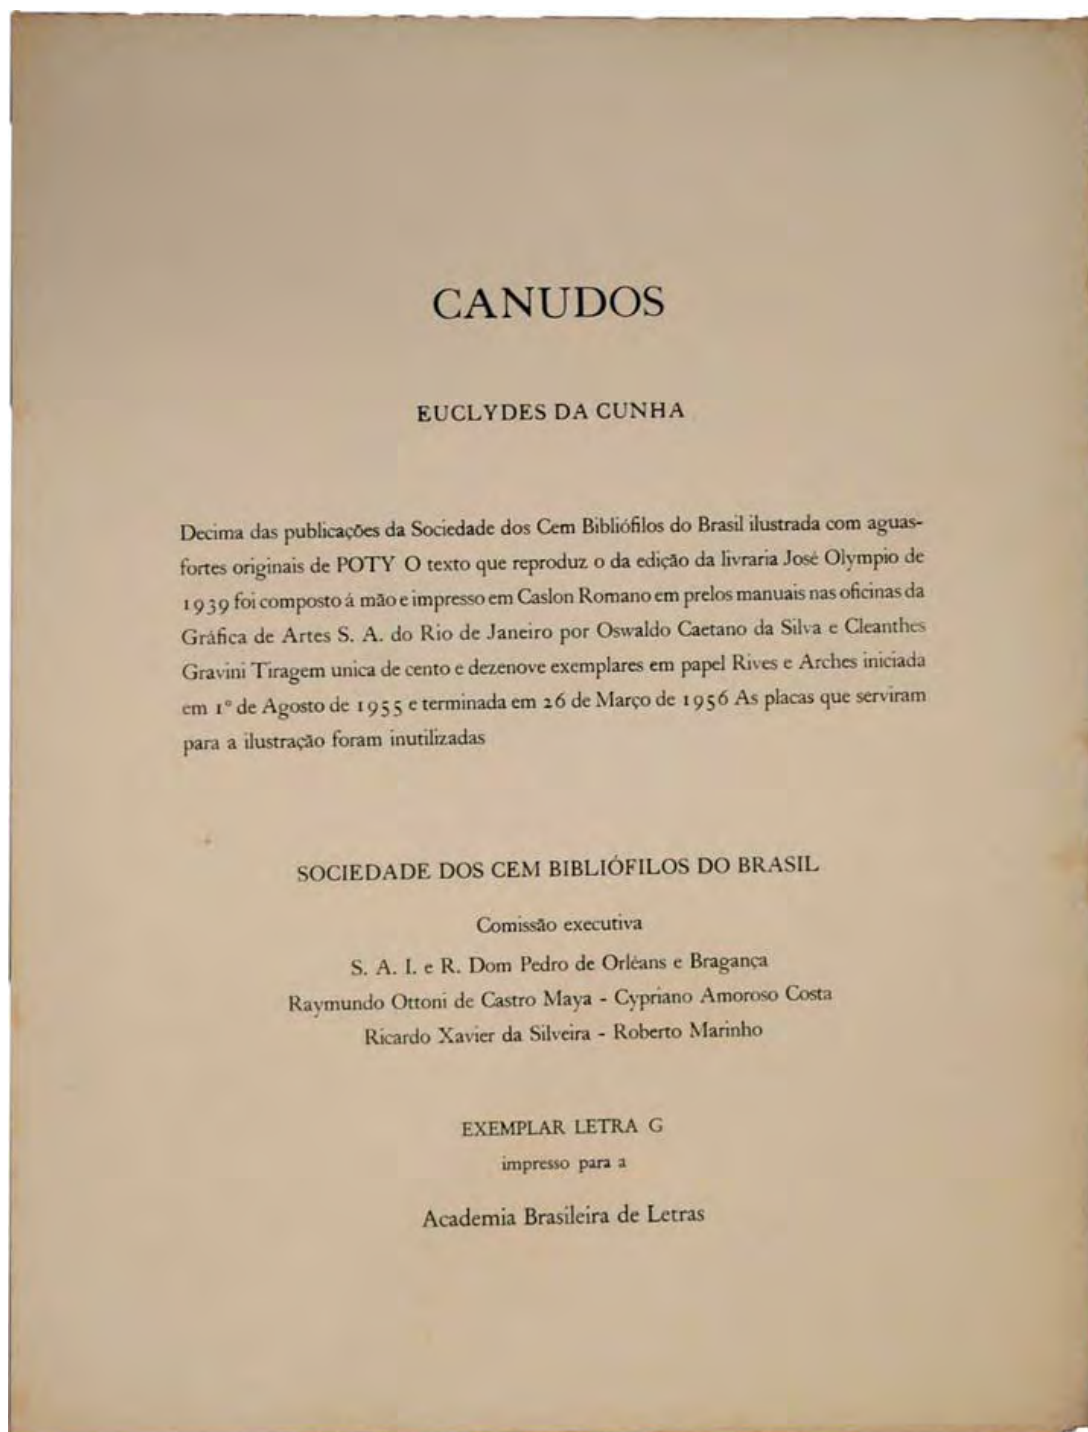 CANUDOS
EUCLYDES DA CUNHA
Decima das publicações da Sociedade dos Cem Bibliófilos do Brasil ilustrada com aguas-
fortes originais de POTY O texto que reproduz o da edição da livraria José Olympio de
1939 foi composto á mão e impresso em Caslon Romano em prelos manuais nas oficinas da
Gráfica de Artes S. A. do Rio de Janeiro por Oswaldo Caetano da Silva e Cleanthes
Gravini Tiragem unica de cento e dezenove exemplares em papel Rives e Arches iniciada
em 1º de Agosto de 1955 e terminada em 26 de Março de 1956 As placas que serviram
para a ilustração foram inutilizadas
SOCIEDADE DOS CEM BIBLIÓFILOS DO BRASIL
Comissão executiva
S. A. I. e R. Dom Pedro de Orléans e Bragança
Raymundo Ottoni de Castro Maya - Cypriano Amoroso Costa
Ricardo Xavier da Silveira - Roberto Marinho
EXEMPLAR LETRA G
impresso para a
Academia Brasileira de Letras